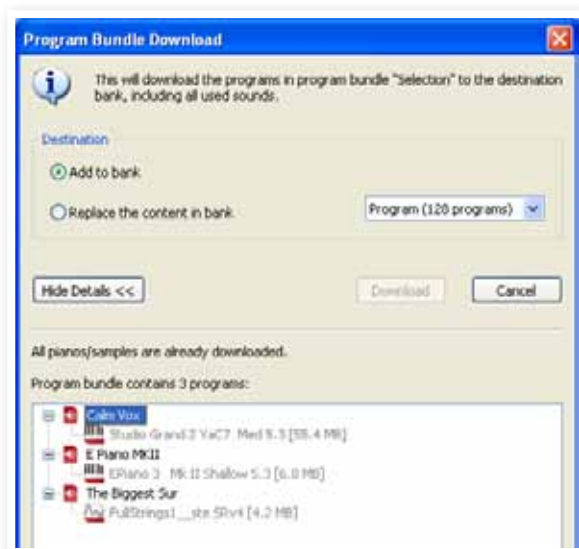 Program Bundle Download
This will download the programs in program bundle "Selection" to the destination
bank, including all used sounds.
Destination
Add to bank
Replace the content in bank
Program (128 programs)
Hide Details <<
Download
Cancel
All pianos/samples are already downloaded.
Program bundle contains 3 programs:
Calm Vox
Studio Grand 2 YaC7 Med 5.3 [55.4 MB]
E Piano MKII
EPiano 3 Mk II Shallow 5.3 [6.8 MB]
The Biggest Sur
FullStrings1__ste SRv4 [4.2 MB]